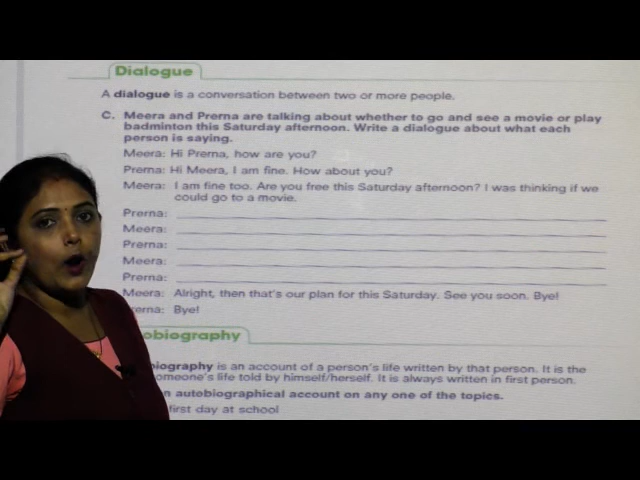 Dialogue
A dialogue is a conversation between two or more people.
C. Meera and Prerna are talking about whether to go and see a movie or play
badminton this Saturday afternoon. Write a dialogue about what each
person is saying.
Meera: Hi Prerna, how are you?
Prerna: Hi Meera, I am fine. How about you?
Meera: I am fine too. Are you free this Saturday afternoon? I was thinking if we
could go to a movie.
Prerna:
Meera:
Prerna:
Meera:
Prerna:
Meera: Alright, then that's our plan for this Saturday. See you soon. Bye!
erna: Bye!
obiography
iography is an account of a person's life written by that person. It is the
omeone's life told by himself/herself. It is always written in first person.
n autobiographical account on any one of the topics.
first day at school